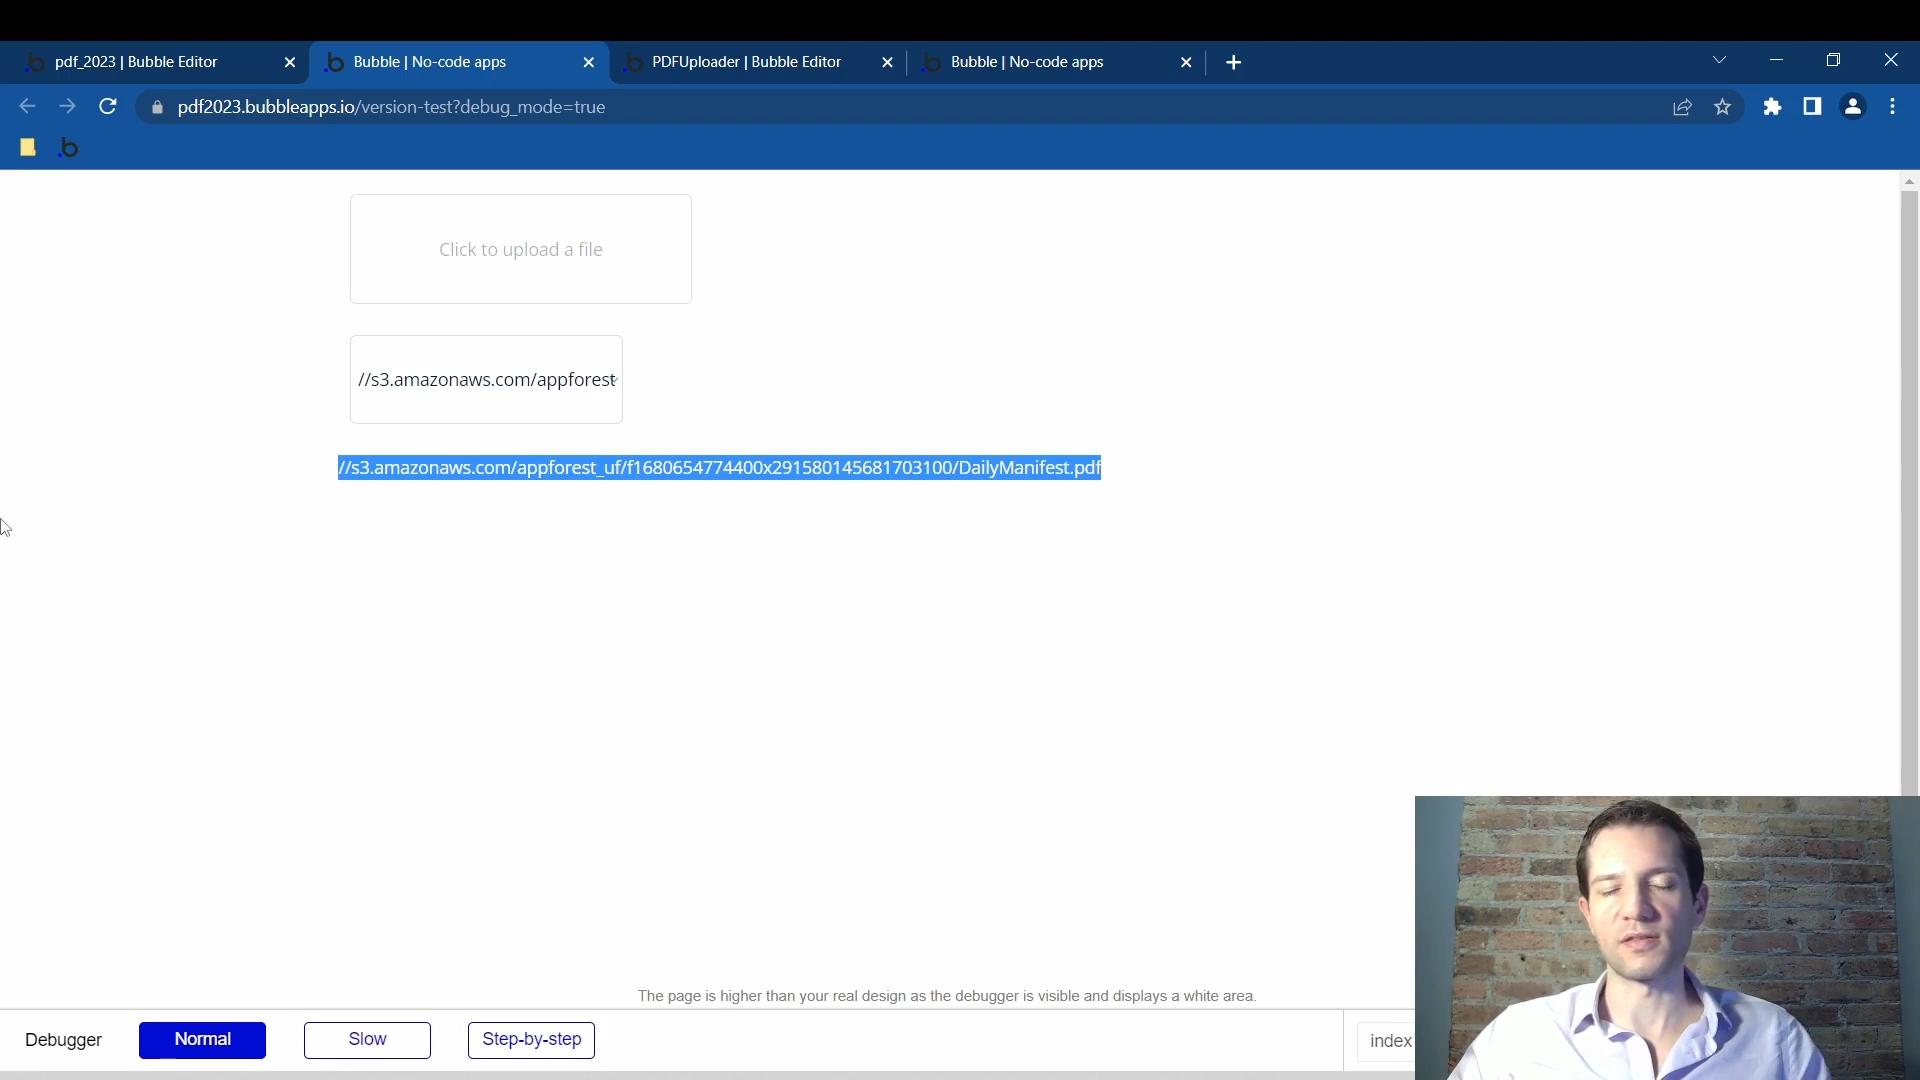 pdf_2023 | Bubble Editor
Bubble | No-code apps
PDFUploader | Bubble Editor
Bubble | No-code apps
pdf2023.bubbleapps.io/version-test?debug_mode=true
Click to upload a file
//s3.amazonaws.com/appforest
//s3.amazonaws.com/appforest_uf/f1680654774400x291580145681703100/DailyManifest.pdf
The page is higher than your real design as the debugger is visible and displays a white area.
Debugger
Normal
Slow
Step-by-step
index